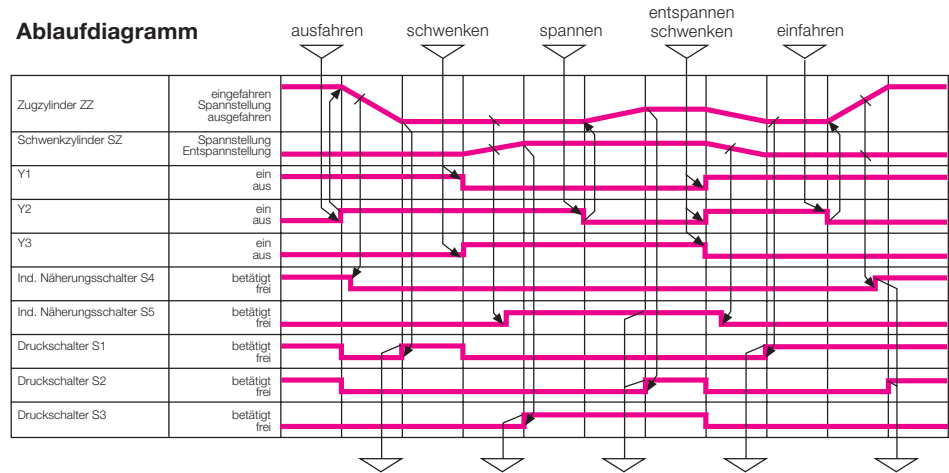 Ablaufdiagramm
ausfahren
schwenken
spannen
entspannen
schwenken
einfahren
Zugzylinder ZZ
eingefahren
Spannstellung
ausgefahren
Schwenkzylinder SZ
Spannstellung
Entspannstellung
Y1
ein
aus
Y2
ein
aus
Y3
ein
aus
Ind. Näherungsschalter S4
betätigt
frei
Ind. Näherungsschalter S5
betätigt
frei
Druckschalter S1
betätigt
frei
Druckschalter S2
betätigt
frei
Druckschalter S3
betätigt
frei